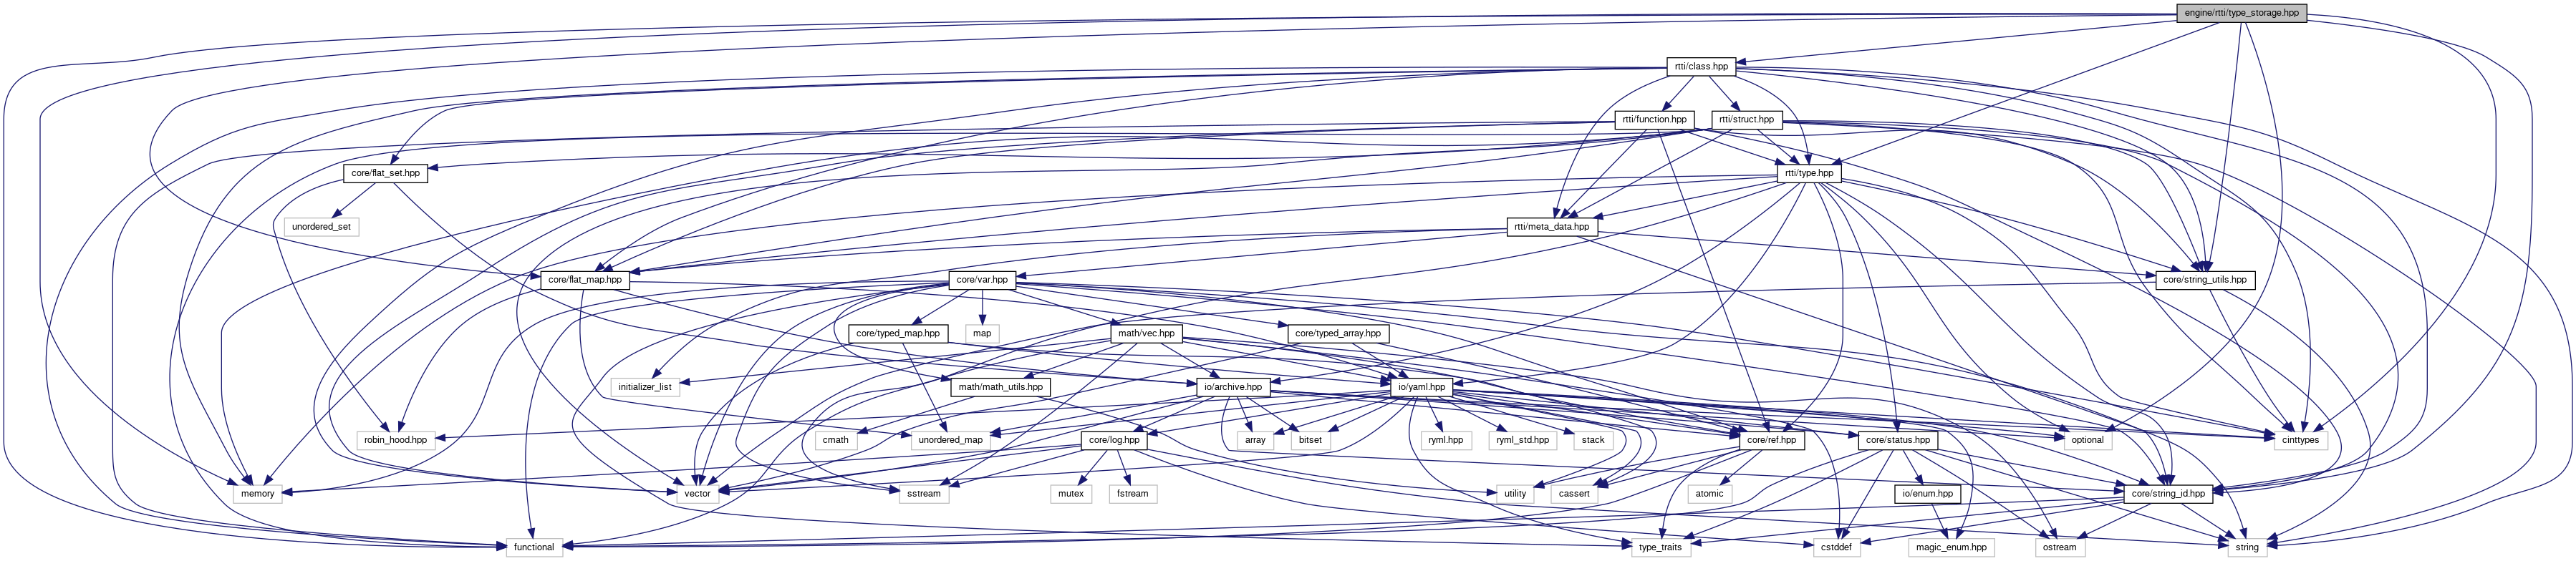 engine/rtti/type_storage.hpp
rtti/class.hpp
rtti/function.hpp
rtti/struct.hpp
core/flat_set.hpp
rtti/type.hpp
unordered_set
rtti/meta_data.hpp
core/flat_map.hpp
core/var.hpp
core/string_utils.hpp
core/typed_map.hpp
map
math/vec.hpp
core/typed_array.hpp
initializer_list
math/math_utils.hpp
io/archive.hpp
io/yaml.hpp
robin_hood.hpp
cmath
unordered_map
core/log.hpp
array
bitset
ryml.hpp
ryml_std.hpp
stack
core/ref.hpp
core/status.hpp
optional
cinttypes
memory
vector
sstream
mutex
fstream
utility
cassert
atomic
io/enum.hpp
core/string_id.hpp
functional
type_traits
cstddef
magic_enum.hpp
ostream
string